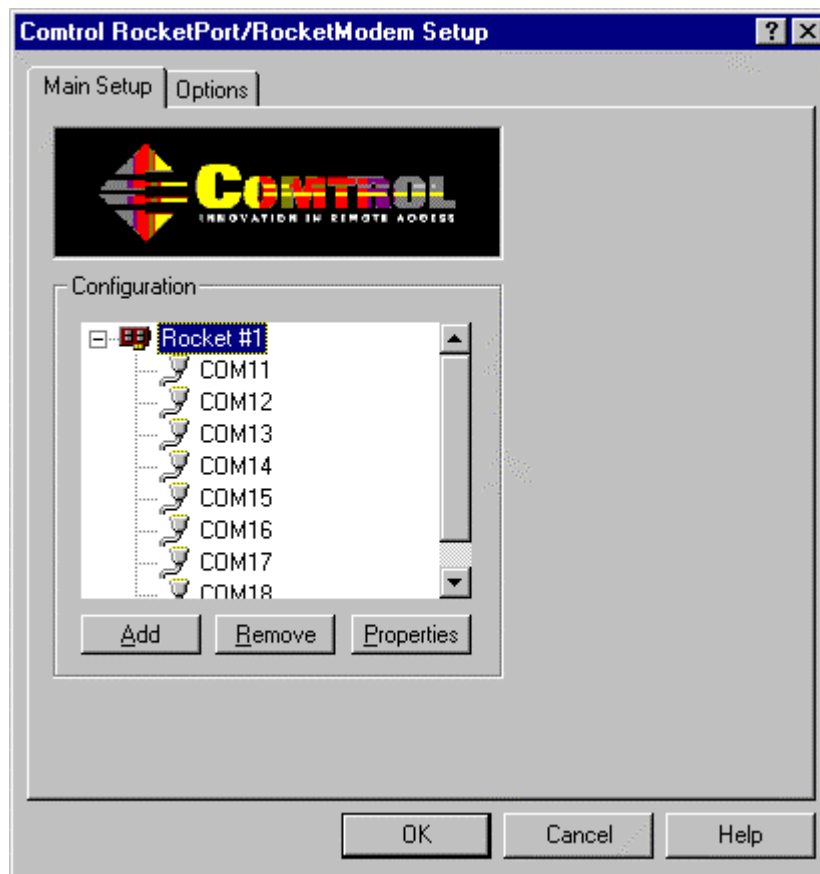 Comtrol RocketPort/RocketModem Setup
Main Setup Options
COMTROL
INNOVATION IN REMOTE ACCESS
Configuration
Rocket #1
COM11
COM12
COM13
COM14
COM15
COM16
COM17
COM18
Add Remove Properties
OK Cancel Help